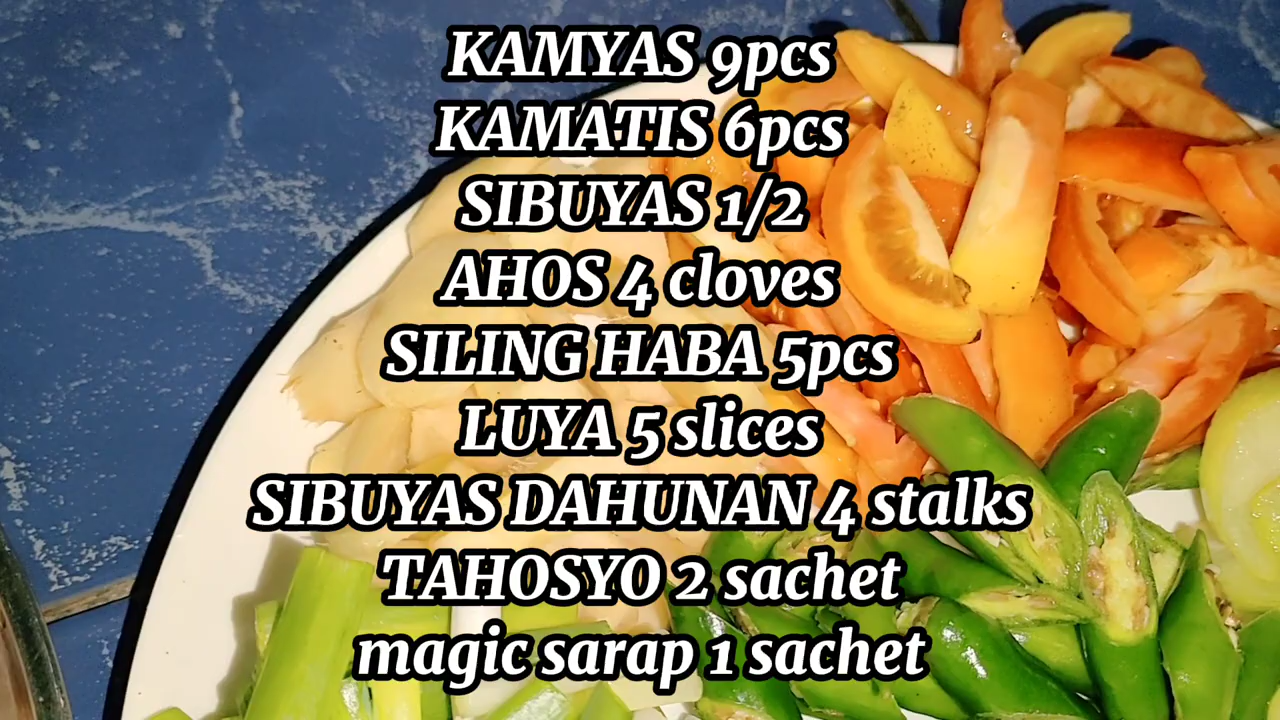 KAMYAS 9pcs
KAMATIS 6pcs
SIBUYAS 1/2
AHOS 4 cloves
SILING HABA 5pcs
LUYA 5 slices
SIBUYAS DAHUNAN 4 stalks
TAHOSYO 2 sachet
magic sarap 1 sachet